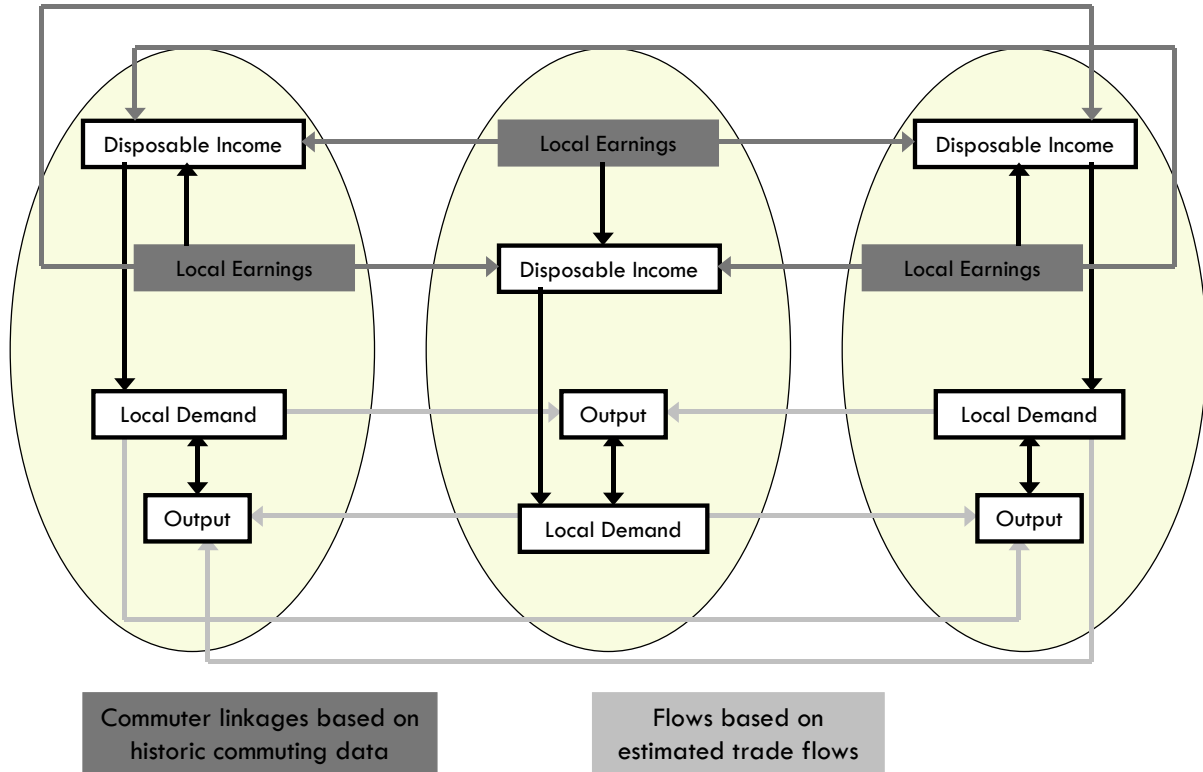 Disposable Income
Local Earnings
Disposable Income
Local Earnings
Disposable Income
Local Earnings
Local Demand
Output
Local Demand
Output
Local Demand
Output
Commuter linkages based on
historic commuting data
Flows based on
estimated trade flows